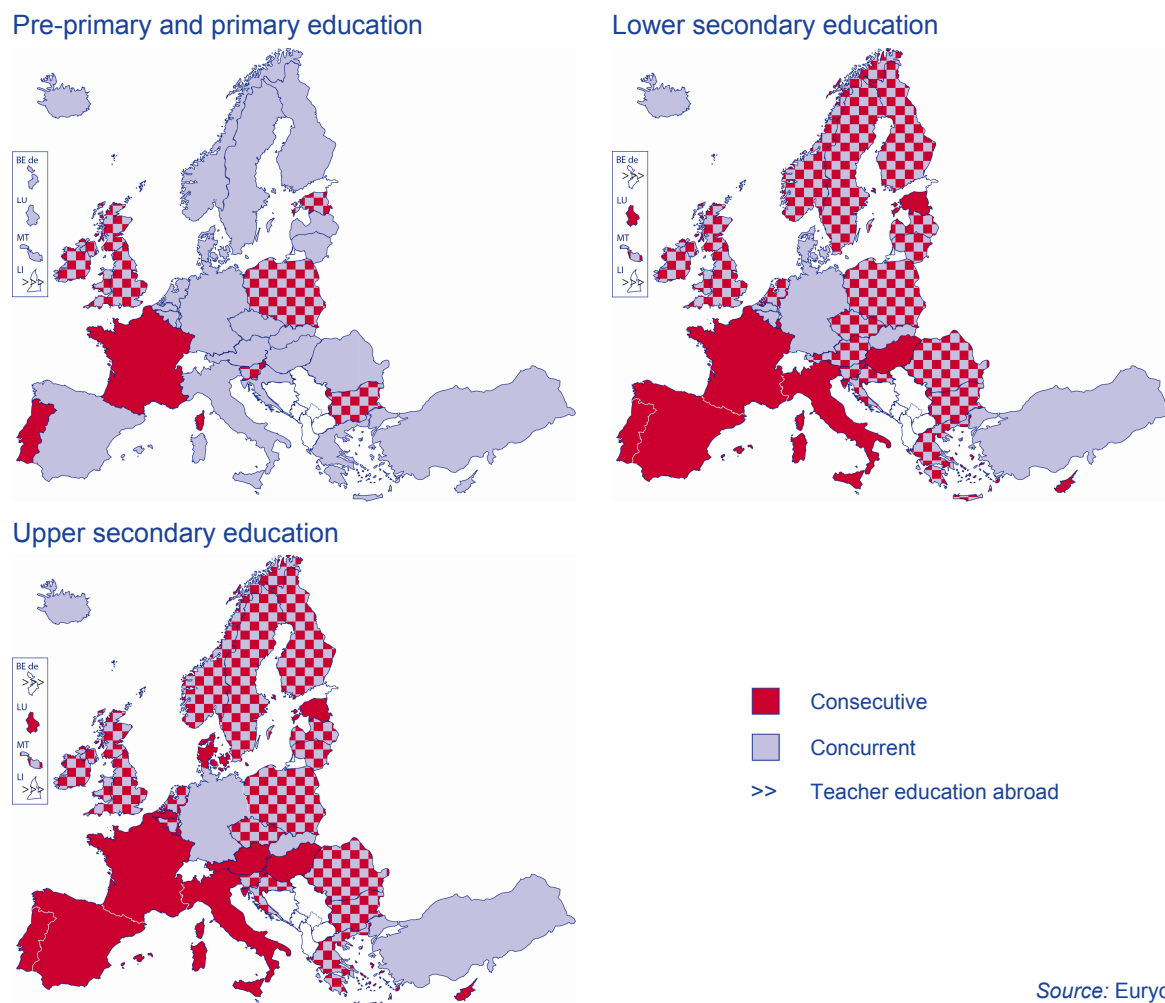 Pre-primary and primary education
Lower secondary education
BE de
>>>
LU
MT
LI
>>>
BE de
>>>
LU
MT
LI
>>>
Upper secondary education
BE de
>>>
LU
MT
LI
>>>
Consecutive
Concurrent
>> Teacher education abroad
Source: